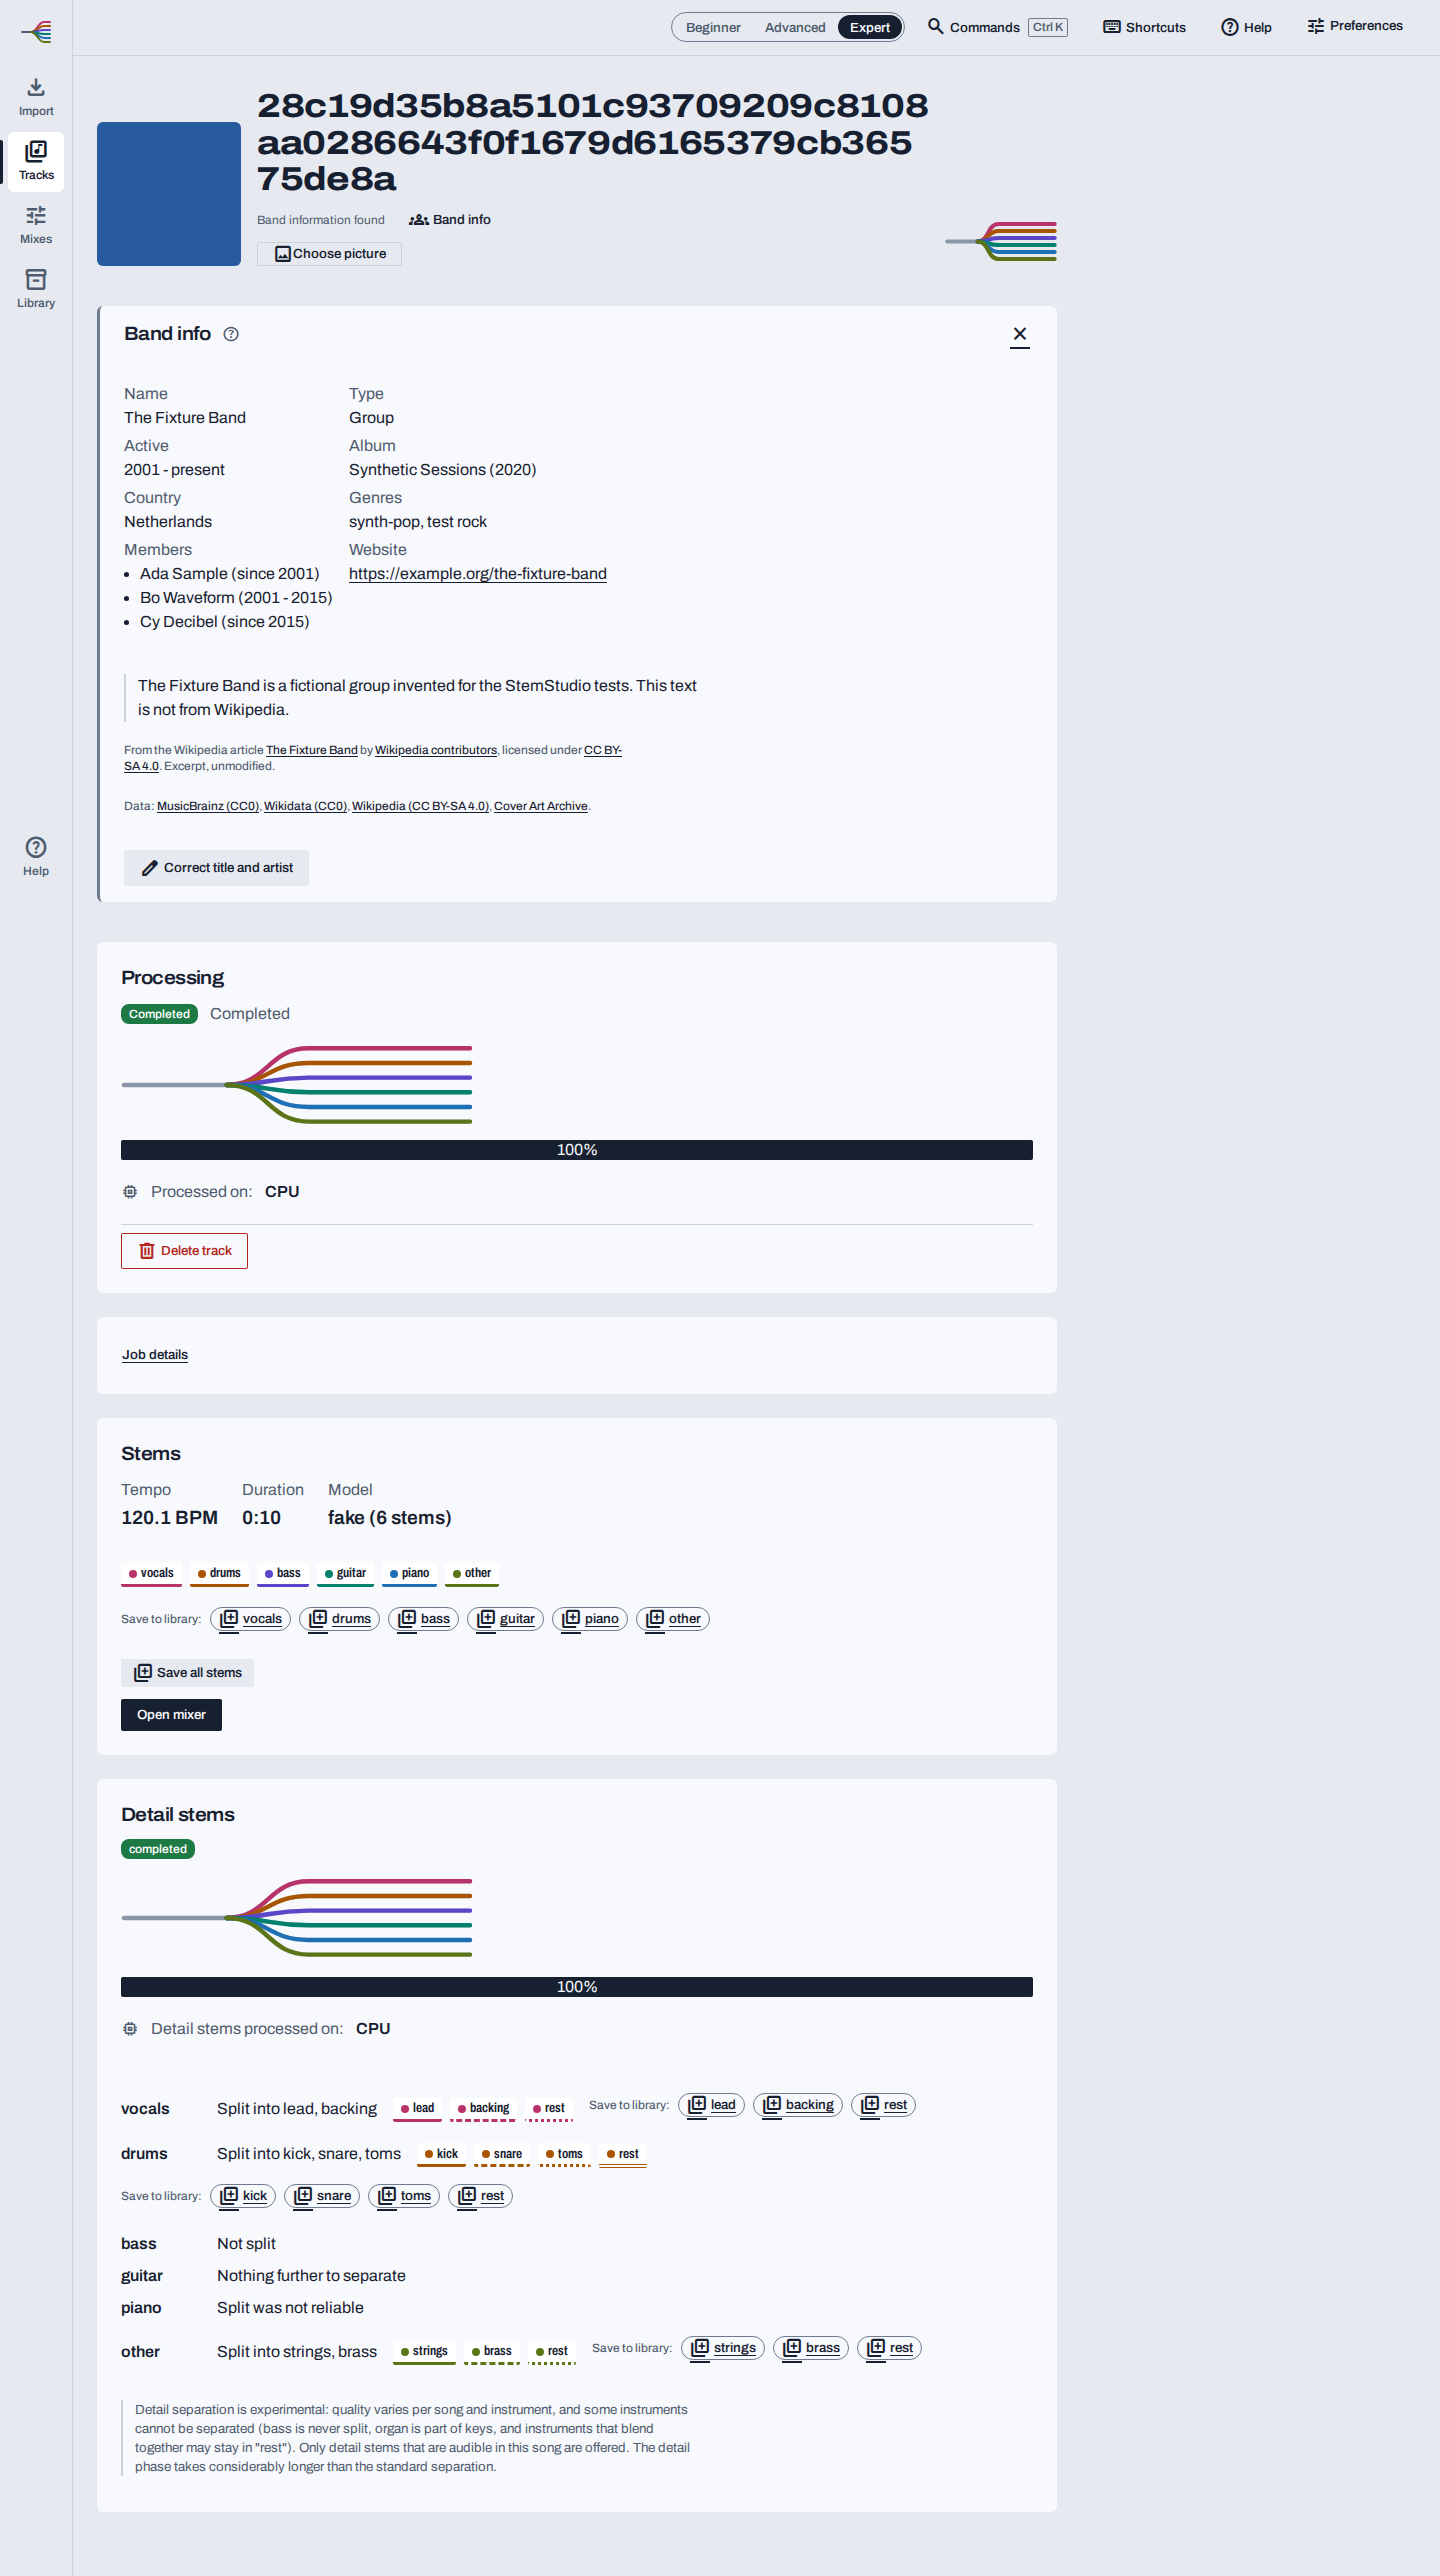 Beginner Advanced Expert Commands Ctrl K Shortcuts Help Preferences
Import
Tracks
Mixes
Library
Help
28c19d35b8a5101c93709209c8108
aa0286643f0f1679d6165379cb365
75de8a
Band information found Band info
Choose picture
Band info
Name Type
The Fixture Band Group
Active Album
2001 - present Synthetic Sessions (2020)
Country Genres
Netherlands synth-pop, test rock
Members Website
• Ada Sample (since 2001) https://example.org/the-fixture-band
• Bo Waveform (2001 - 2015)
• Cy Decibel (since 2015)
The Fixture Band is a fictional group invented for the StemStudio tests. This text
is not from Wikipedia.
From the Wikipedia article The Fixture Band by Wikipedia contributors, licensed under CC BY-
SA 4.0. Excerpt, unmodified.
Data: MusicBrainz (CC0), Wikidata (CC0), Wikipedia (CC BY-SA 4.0), Cover Art Archive.
Correct title and artist
Processing
Completed Completed
100%
Processed on: CPU
Delete track
Job details
Stems
Tempo Duration Model
120.1 BPM 0:10 fake (6 stems)
vocals drums bass guitar piano other
Save to library: vocals drums bass guitar piano other
Save all stems
Open mixer
Detail stems
completed
100%
Detail stems processed on: CPU
vocals Split into lead, backing lead backing rest Save to library: lead backing rest
drums Split into kick, snare, toms kick snare toms rest
Save to library: kick snare toms rest
bass Not split
guitar Nothing further to separate
piano Split was not reliable
other Split into strings, brass strings brass rest Save to library: strings brass rest
Detail separation is experimental: quality varies per song and instrument, and some instruments
cannot be separated (bass is never split, organ is part of keys, and instruments that blend
together may stay in "rest"). Only detail stems that are audible in this song are offered. The detail
phase takes considerably longer than the standard separation.